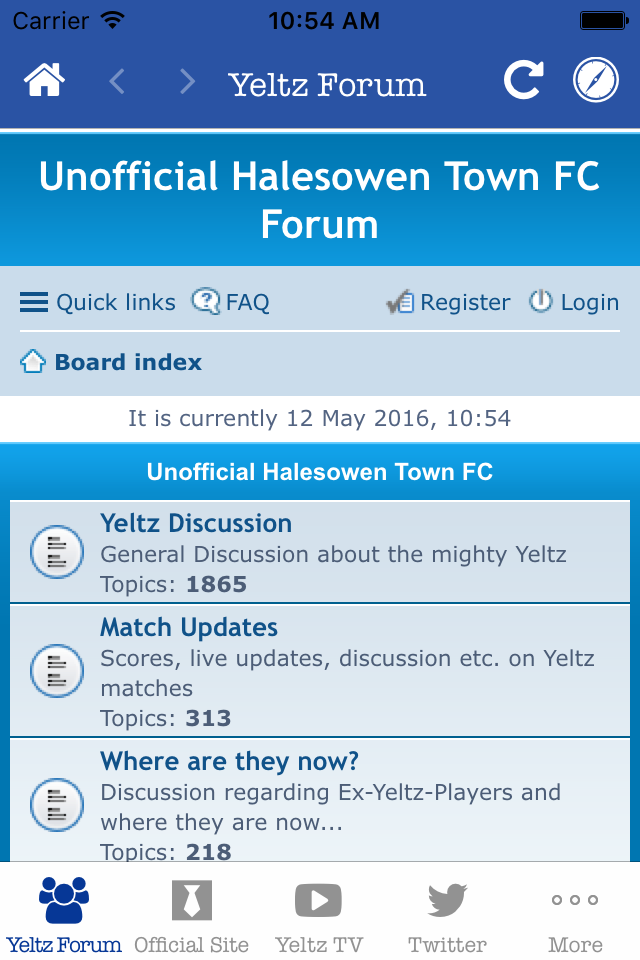 Carrier 10:54 AM
Yeltz Forum
Unofficial Halesowen Town FC
Forum
Quick links FAQ Register Login
Board index
It is currently 12 May 2016, 10:54
Unofficial Halesowen Town FC
Yeltz Discussion
General Discussion about the mighty Yeltz
Topics: 1865
Match Updates
Scores, live updates, discussion etc. on Yeltz
matches
Topics: 313
Where are they now?
Discussion regarding Ex-Yeltz-Players and
where they are now...
Topics: 218
Yeltz Forum Official Site Yeltz TV Twitter More